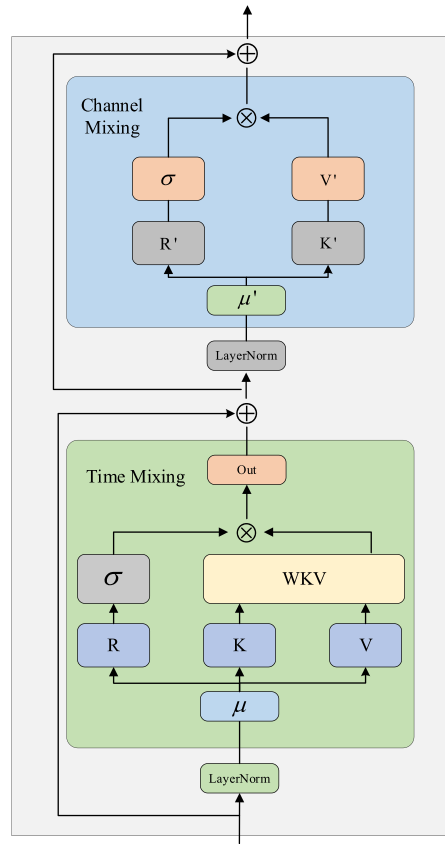 Channel
Mixing
σ
V'
R'
K'
μ'
LayerNorm
Out
Time Mixing
σ
WKV
R
K
V
μ
LayerNorm